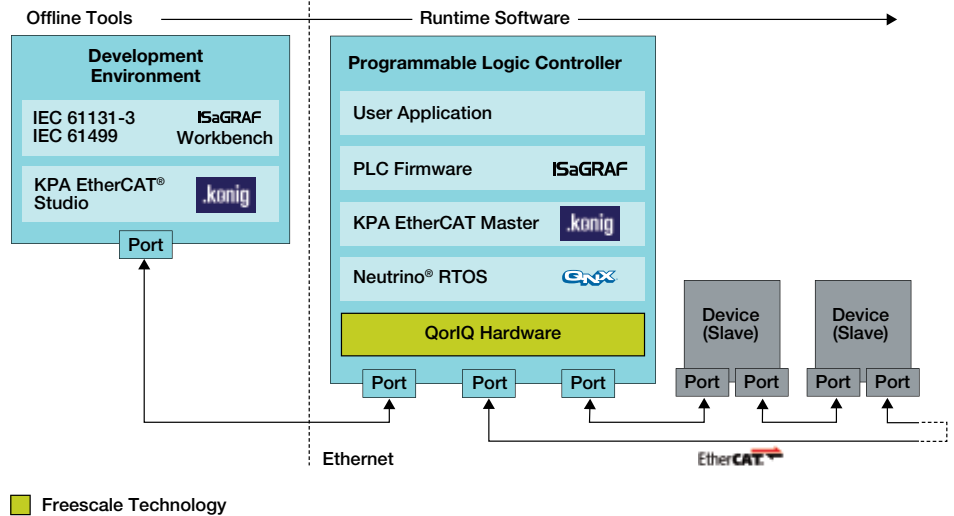 Offline Tools
Runtime Software
Development
Environment
IEC 61131-3
IEC 61499
ISaGRAF
Workbench
KPA EtherCAT®
Studio
.kønig
Port
Programmable Logic Controller
User Application
PLC Firmware
ISaGRAF
KPA EtherCAT Master
.kønig
Neutrino® RTOS
QNX
QorIQ Hardware
Port
Port
Port
Device
(Slave)
Port
Port
Device
(Slave)
Port
Port
Ethernet
EtherCAT
Freescale Technology